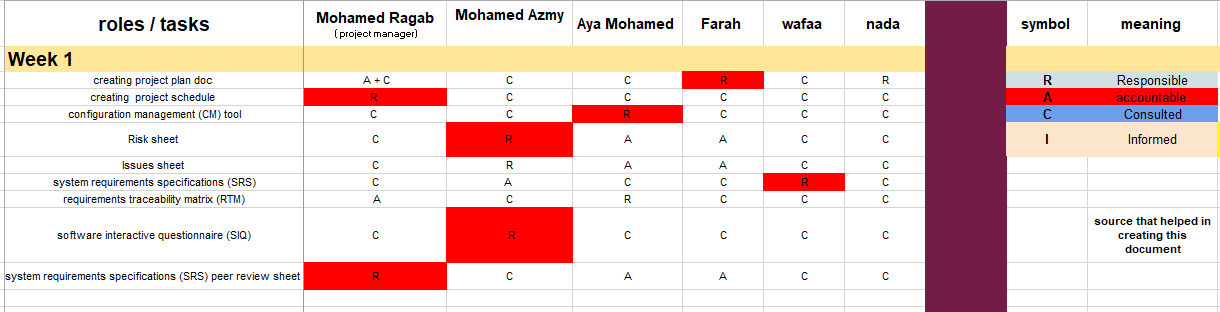 roles / tasks Mohamed Ragab Mohamed Azmy Aya Mohamed Farah wafaa nada symbol meaning
( project manager)
Week 1
creating project plan doc A + C C C R C R R Responsible
creating project schedule R C C C C C A accountable
configuration management (CM) tool C C R C C C C Consulted
Risk sheet C R A A C C I Informed
Issues sheet C R A A C C
system requirements specifications (SRS) C A C C R C
requirements traceability matrix (RTM) A C R C C C
software interactive questionnaire (SIQ) C R C C C C source that helped in
creating this
document
system requirements specifications (SRS) peer review sheet R C A A C C